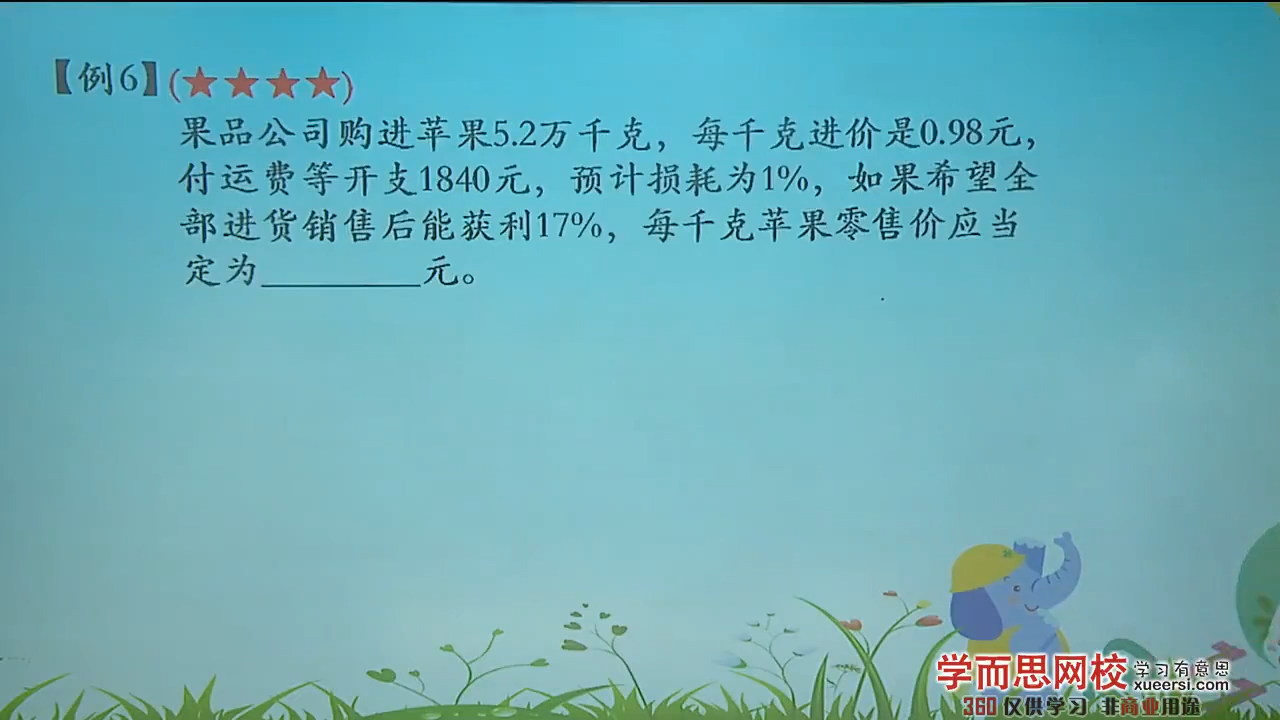 【例6】(★★★★)
果品公司购进苹果5.2万千克，每千克进价是0.98元，
付运费等开支1840元，预计损耗为1%，如果希望全
部进货销售后能获利17%，每千克苹果零售价应当
定为________元。
学而思网校 学习有意思
xueersi.com
360 仅供学习 非商业用途